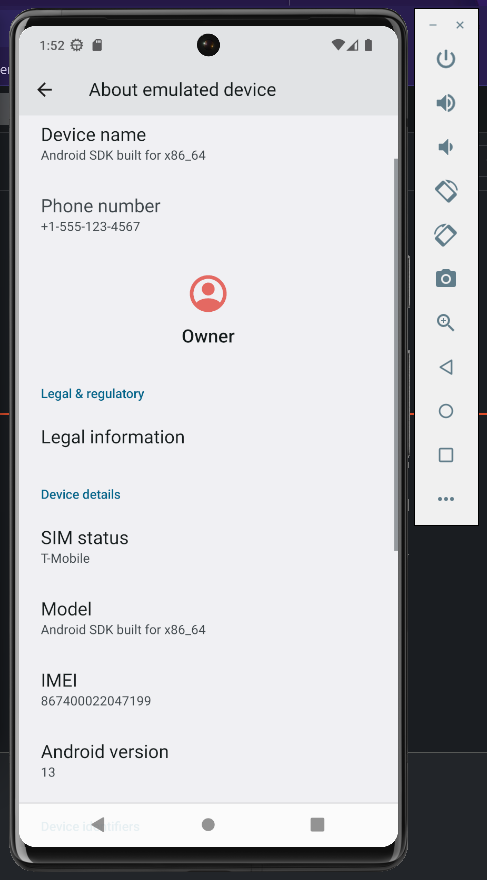 1:52
About emulated device
Device name
Android SDK built for x86_64
Phone number
+1-555-123-4567
Owner
Legal & regulatory
Legal information
Device details
SIM status
T-Mobile
Model
Android SDK built for x86_64
IMEI
867400022047199
Android version
13
Device identifiers